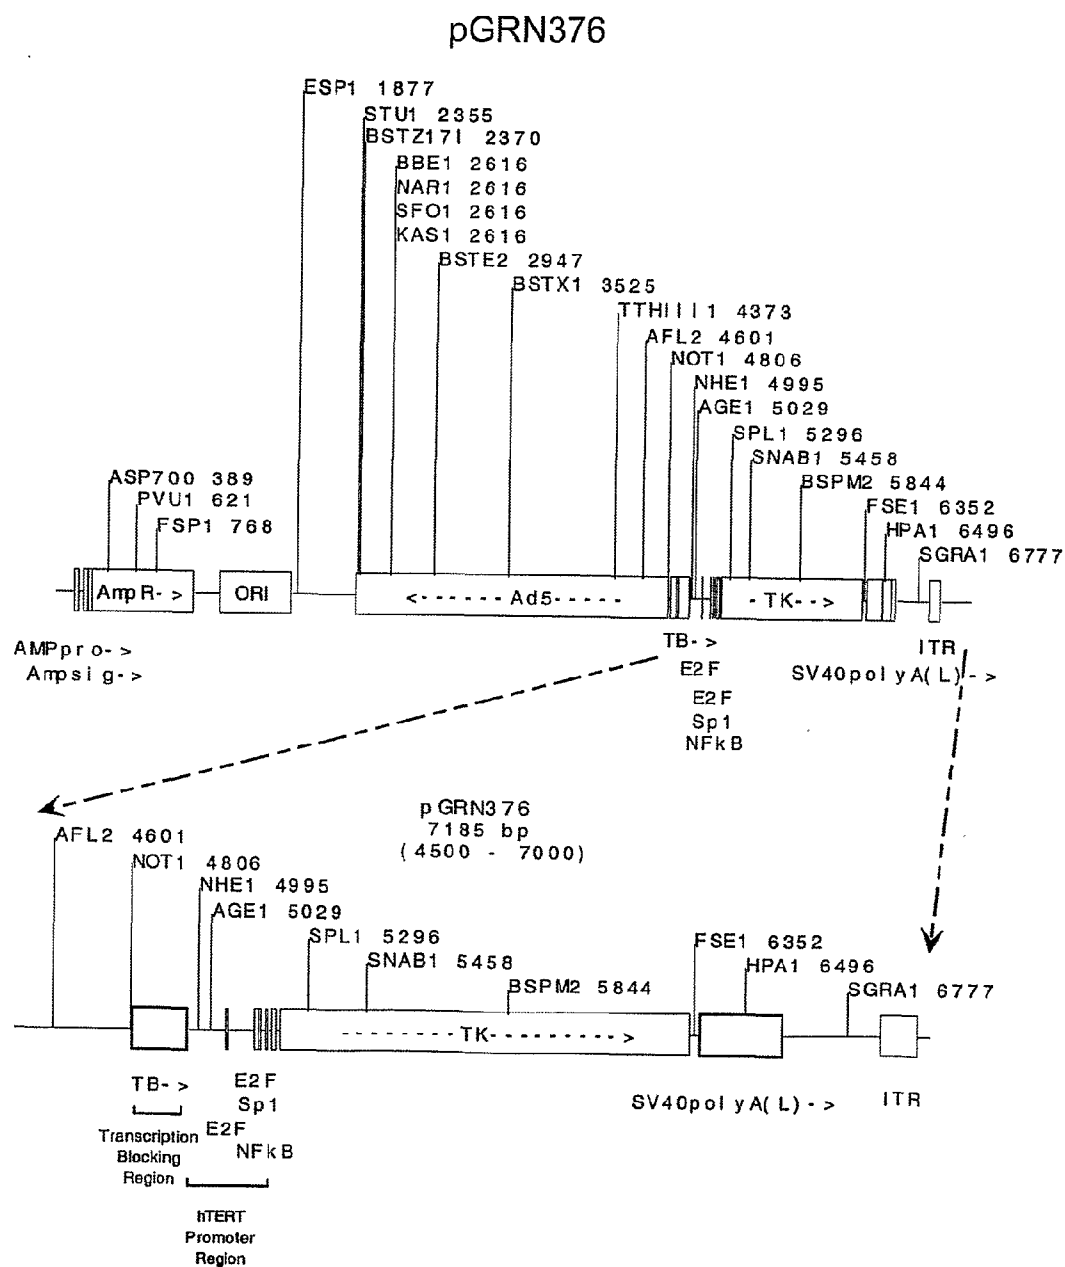 pGRN376
ESP1 1877
STU1 2355
BSTZ17I 2370
BBE1 2616
NAR1 2616
SFO1 2616
KAS1 2616
BSTE2 2947
BSTX1 3525
TTHIII1 4373
AFL2 4601
NOT1 4806
NHE1 4995
AGE1 5029
SPL1 5296
SNAB1 5458
BSPM2 5844
FSE1 6352
HPA1 6496
SGRA1 6777
ASP700 389
PVU1 621
FSP1 768
AmpR->
ORI
<------ Ad5-----
-TK-->
AMPpro->
Ampsig->
TB->
E2F
E2F
Sp1
NFkB
ITR
SV40polyA(L)->
pGRN376
7185 bp
(4500 - 7000)
AFL2 4601
NOT1 4806
NHE1 4995
AGE1 5029
SPL1 5296
SNAB1 5458
BSPM2 5844
FSE1 6352
HPA1 6496
SGRA1 6777
--------TK--------->
TB->
E2F
Sp1
E2F
NFkB
SV40polyA(L)->
ITR
Transcription
Blocking
Region
hTERT
Promoter
Region